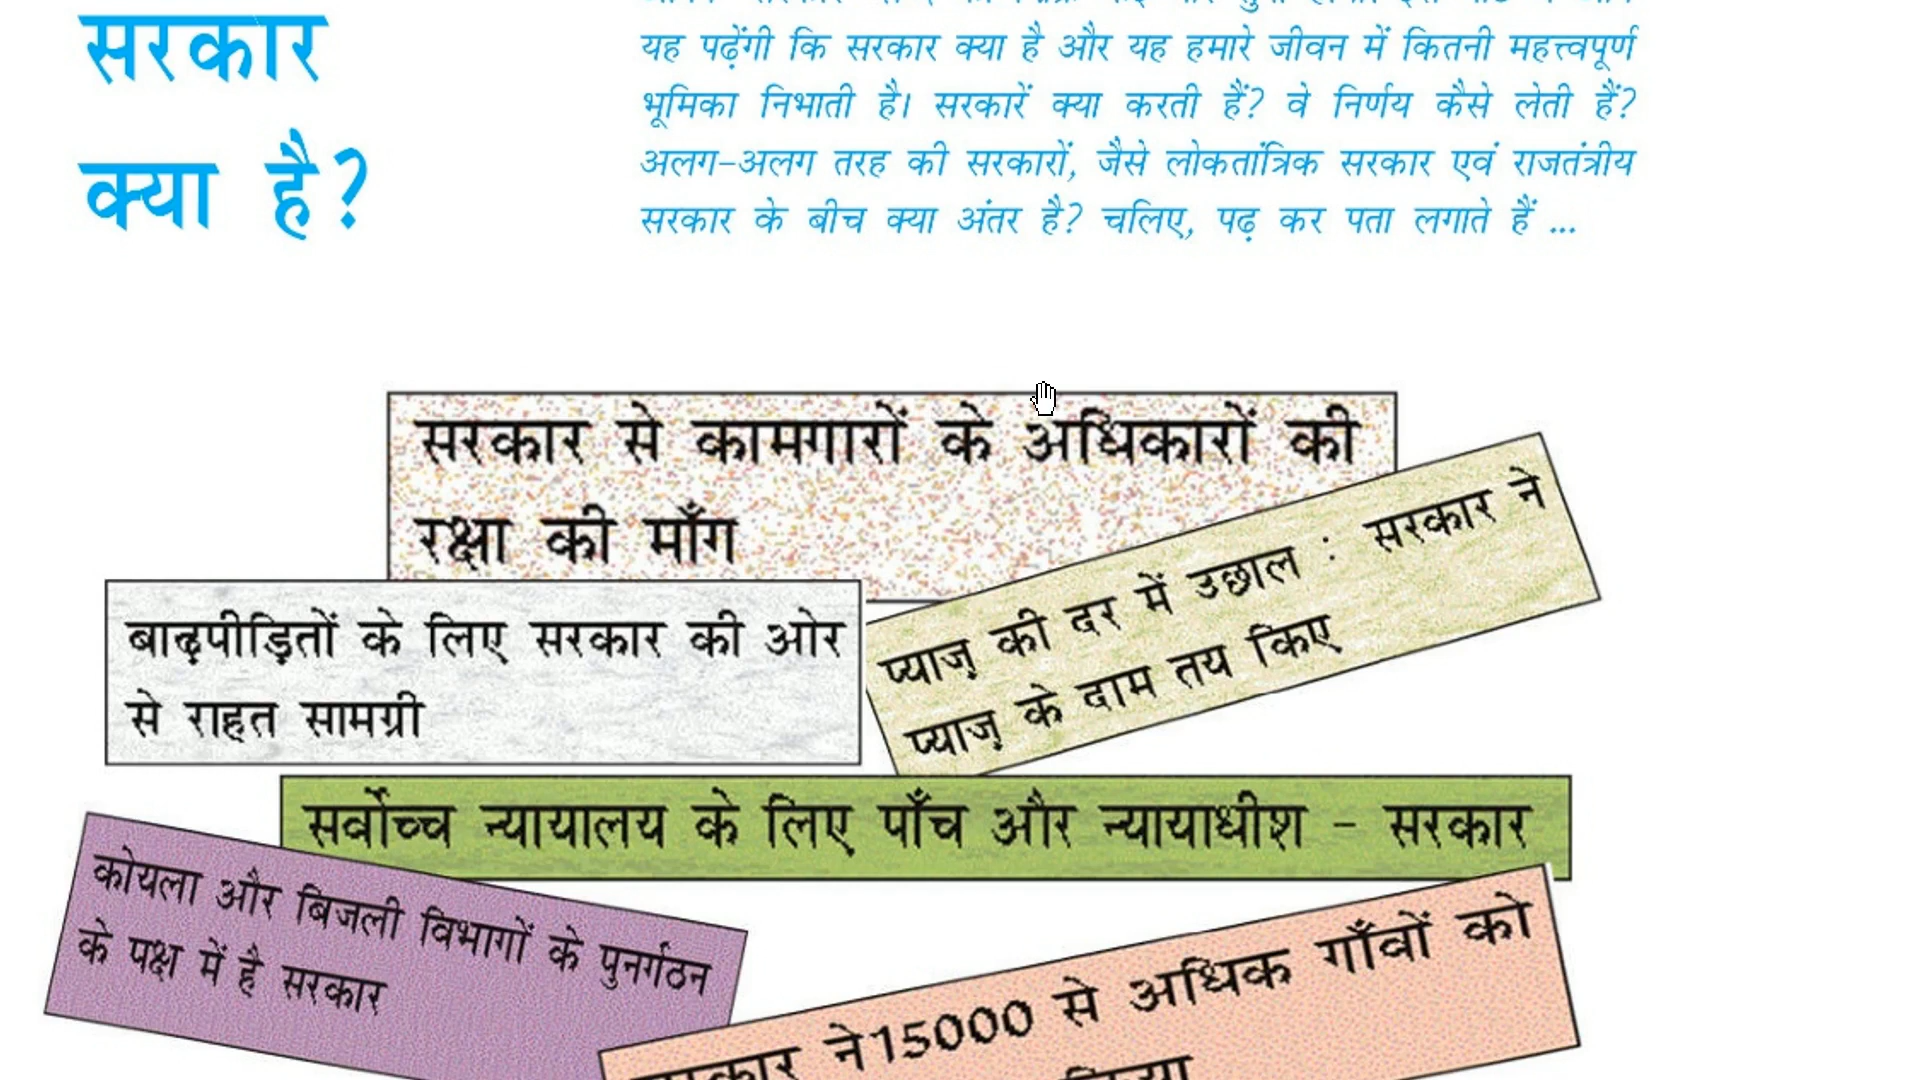 सरकार
क्या है?
यह पढ़ेंगी कि सरकार क्या है और यह हमारे जीवन में कितनी महत्त्वपूर्ण
भूमिका निभाती है। सरकारें क्या करती हैं? वे निर्णय कैसे लेती हैं?
अलग-अलग तरह की सरकारों, जैसे लोकतांत्रिक सरकार एवं राजतंत्रीय
सरकार के बीच क्या अंतर है? चलिए, पढ़ कर पता लगाते हैं ...
सरकार से कामगारों के अधिकारों की
रक्षा की माँग
प्याज़ की दर में उछाल : सरकार ने
प्याज़ के दाम तय किए
बाढ़पीड़ितों के लिए सरकार की ओर
से राहत सामग्री
सर्वोच्च न्यायालय के लिए पाँच और न्यायाधीश - सरकार
कोयला और बिजली विभागों के पुनर्गठन
के पक्ष में है सरकार
सरकार ने 15000 से अधिक गाँवों को